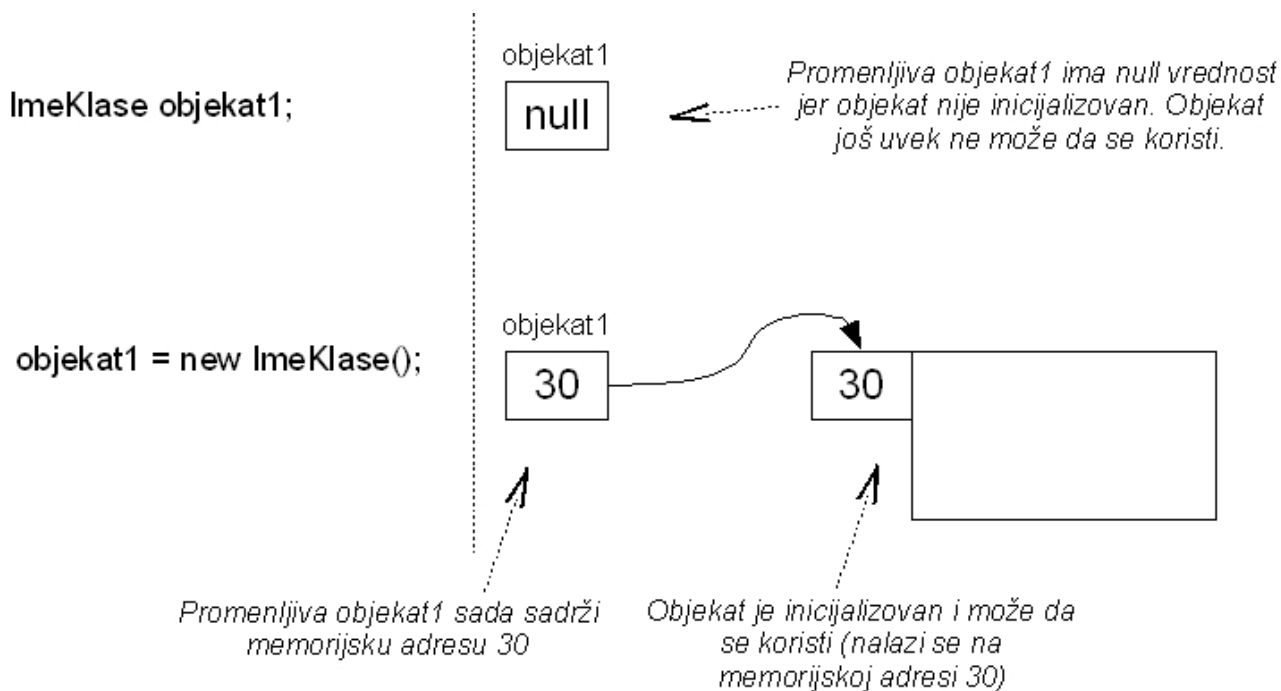 objekat1
ImeKlase objekat1;
null
Promenljiva objekat1 ima null vrednost
jer objekat nije inicijalizovan. Objekat
još uvek ne može da se koristi.
objekat1
objekat1 = new ImeKlase();
30
30
Promenljiva objekat1 sada sadrži
memorijsku adresu 30
Objekat je inicijalizovan i može da
se koristi (nalazi se na
memorijskoj adresi 30)